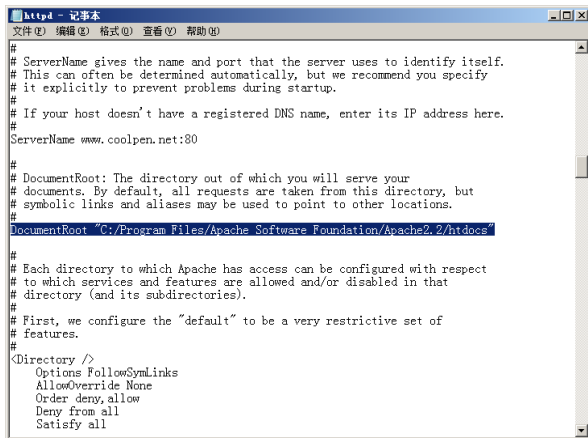 httpd - 记事本
文件(F) 编辑(E) 格式(O) 查看(V) 帮助(H)
#
# ServerName gives the name and port that the server uses to identify itself.
# This can often be determined automatically, but we recommend you specify
# it explicitly to prevent problems during startup.
#
# If your host doesn't have a registered DNS name, enter its IP address here.
#
ServerName www.coolpen.net:80
#
# DocumentRoot: The directory out of which you will serve your
# documents. By default, all requests are taken from this directory, but
# symbolic links and aliases may be used to point to other locations.
#
DocumentRoot "C:/Program Files/Apache Software Foundation/Apache2.2/htdocs"
#
# Each directory to which Apache has access can be configured with respect
# to which services and features are allowed and/or disabled in that
# directory (and its subdirectories).
#
# First, we configure the "default" to be a very restrictive set of
# features.
#
<Directory />
    Options FollowSymLinks
    AllowOverride None
    Order deny,allow
    Deny from all
    Satisfy all